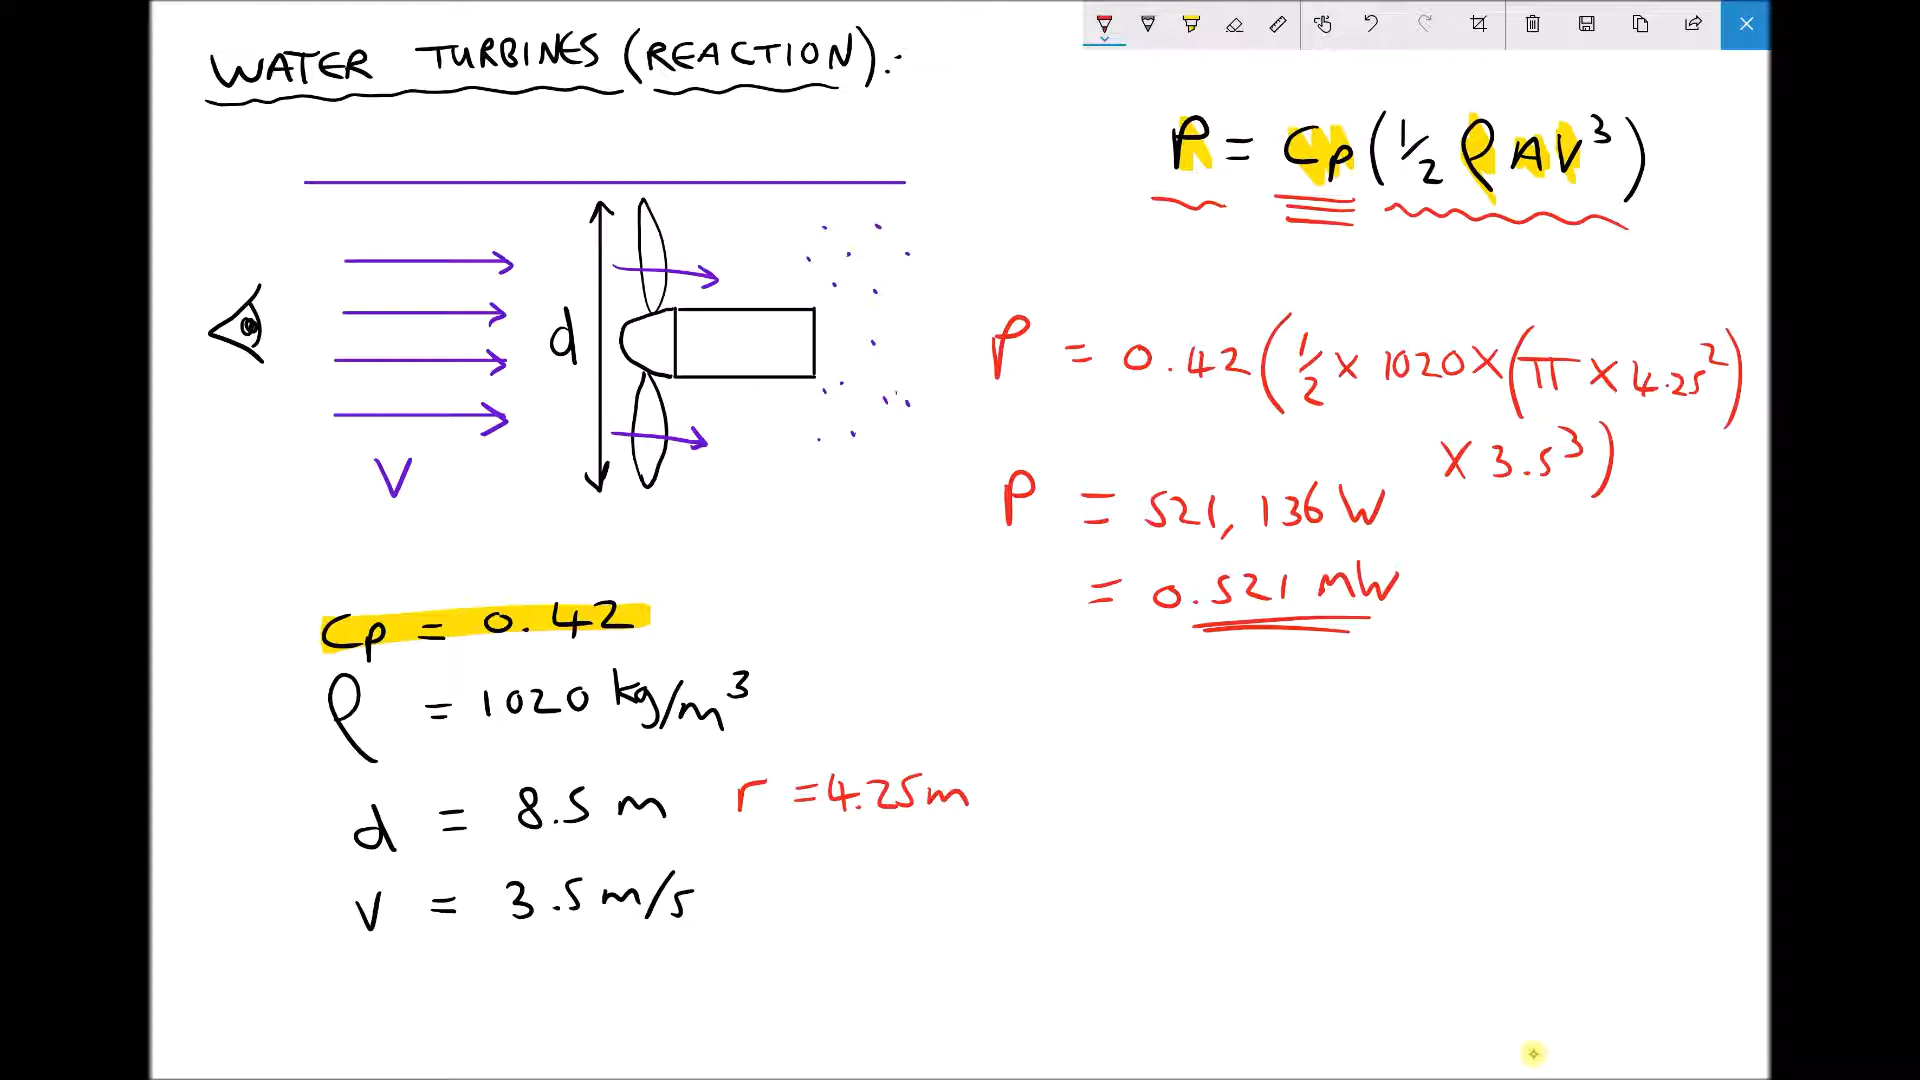 WATER TURBINES (REACTION).
P = Cp (1/2 ρ A V³)
d
V
P = 0.42 (1/2 × 1020 × (π × 4.25²)
× 3.5³)
P = 521,136 W
= 0.521 MW
Cp = 0.42
ρ = 1020 kg/m³
d = 8.5 m r = 4.25 m
V = 3.5 m/s